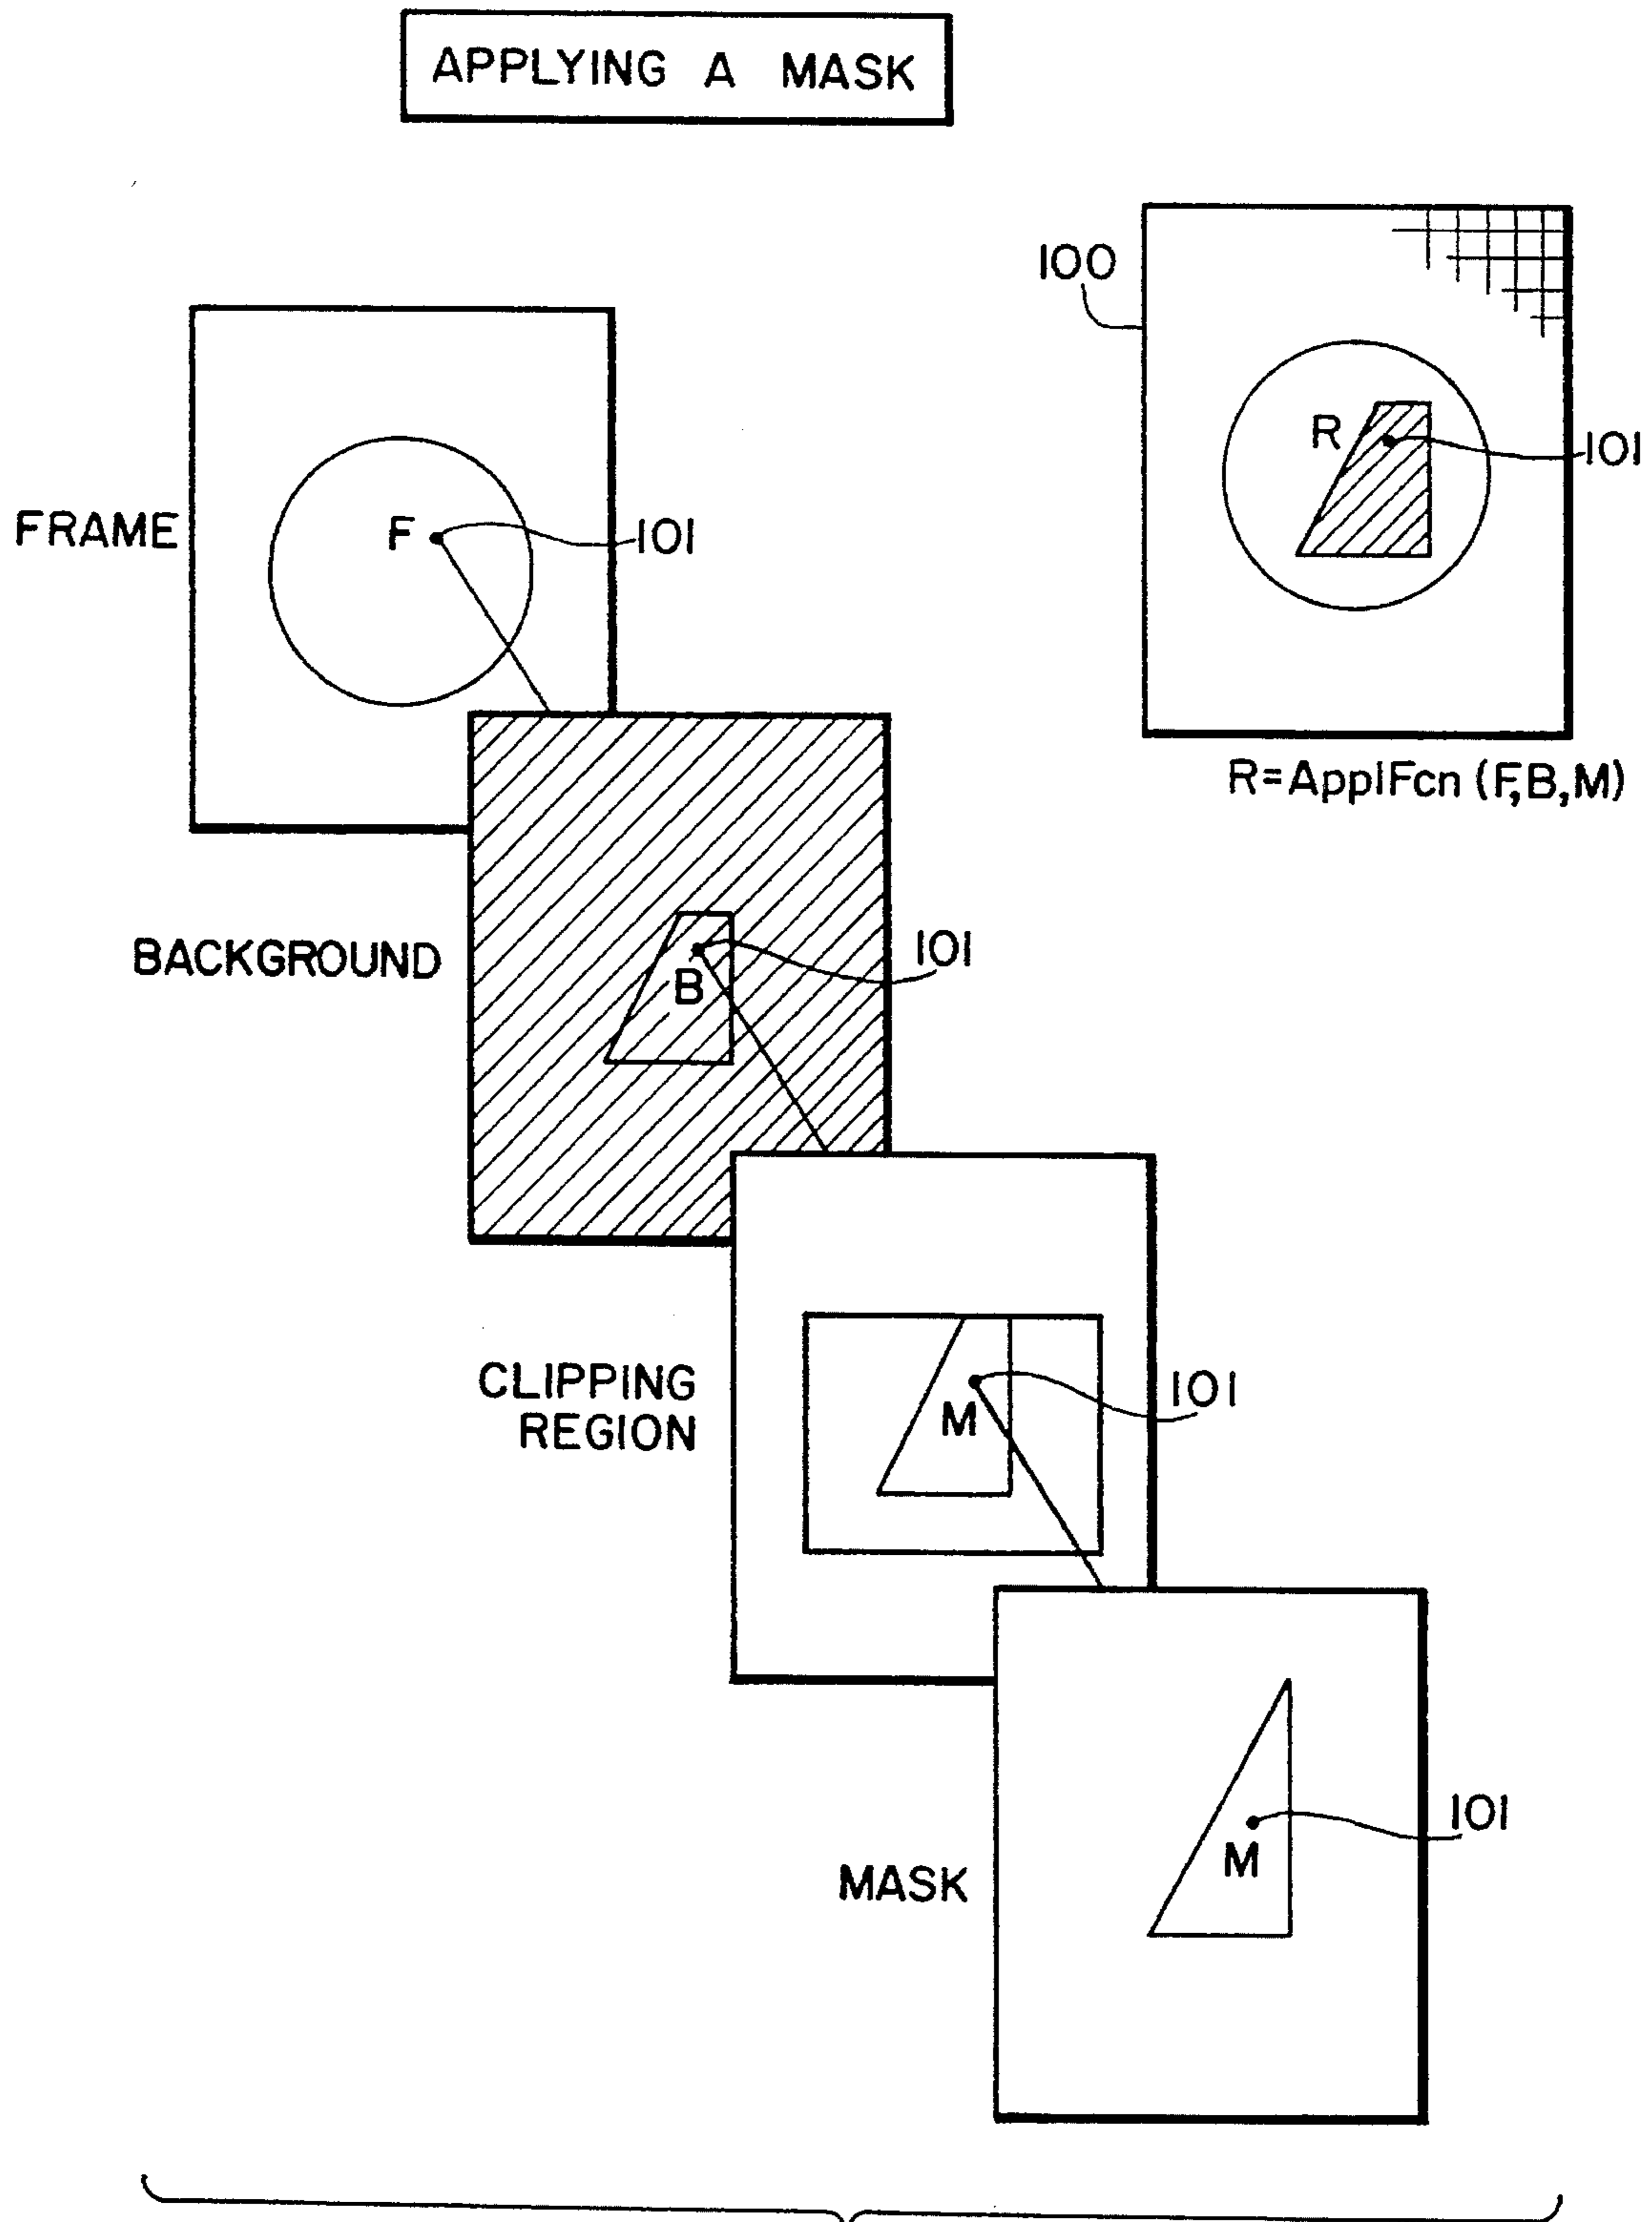 APPLYING A MASK
100
R
101
R=ApplFcn (F,B,M)
FRAME
F
101
BACKGROUND
B
101
CLIPPING
REGION
M
101
MASK
M
101